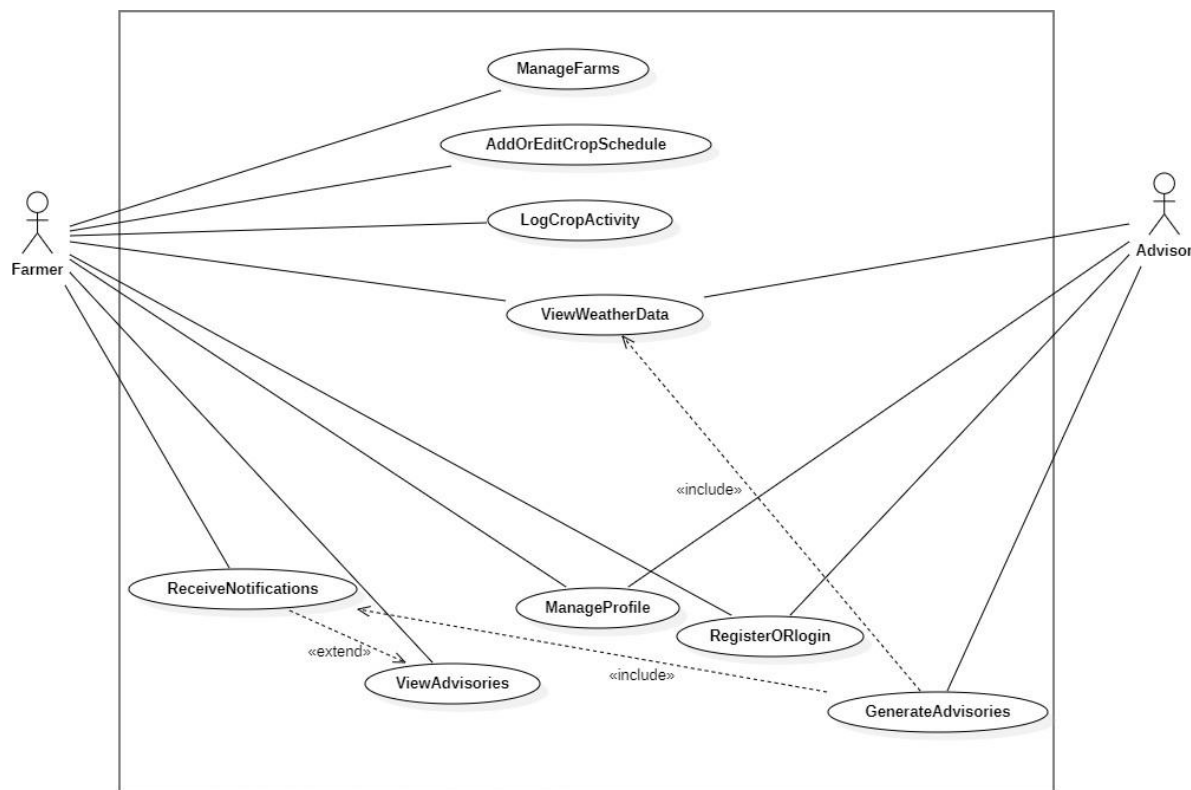 ManageFarms
AddOrEditCropSchedule
LogCropActivity
Farmer
Advisor
ViewWeatherData
«include»
ReceiveNotifications
ManageProfile
RegisterORlogin
«extend»
«include»
ViewAdvisories
GenerateAdvisories